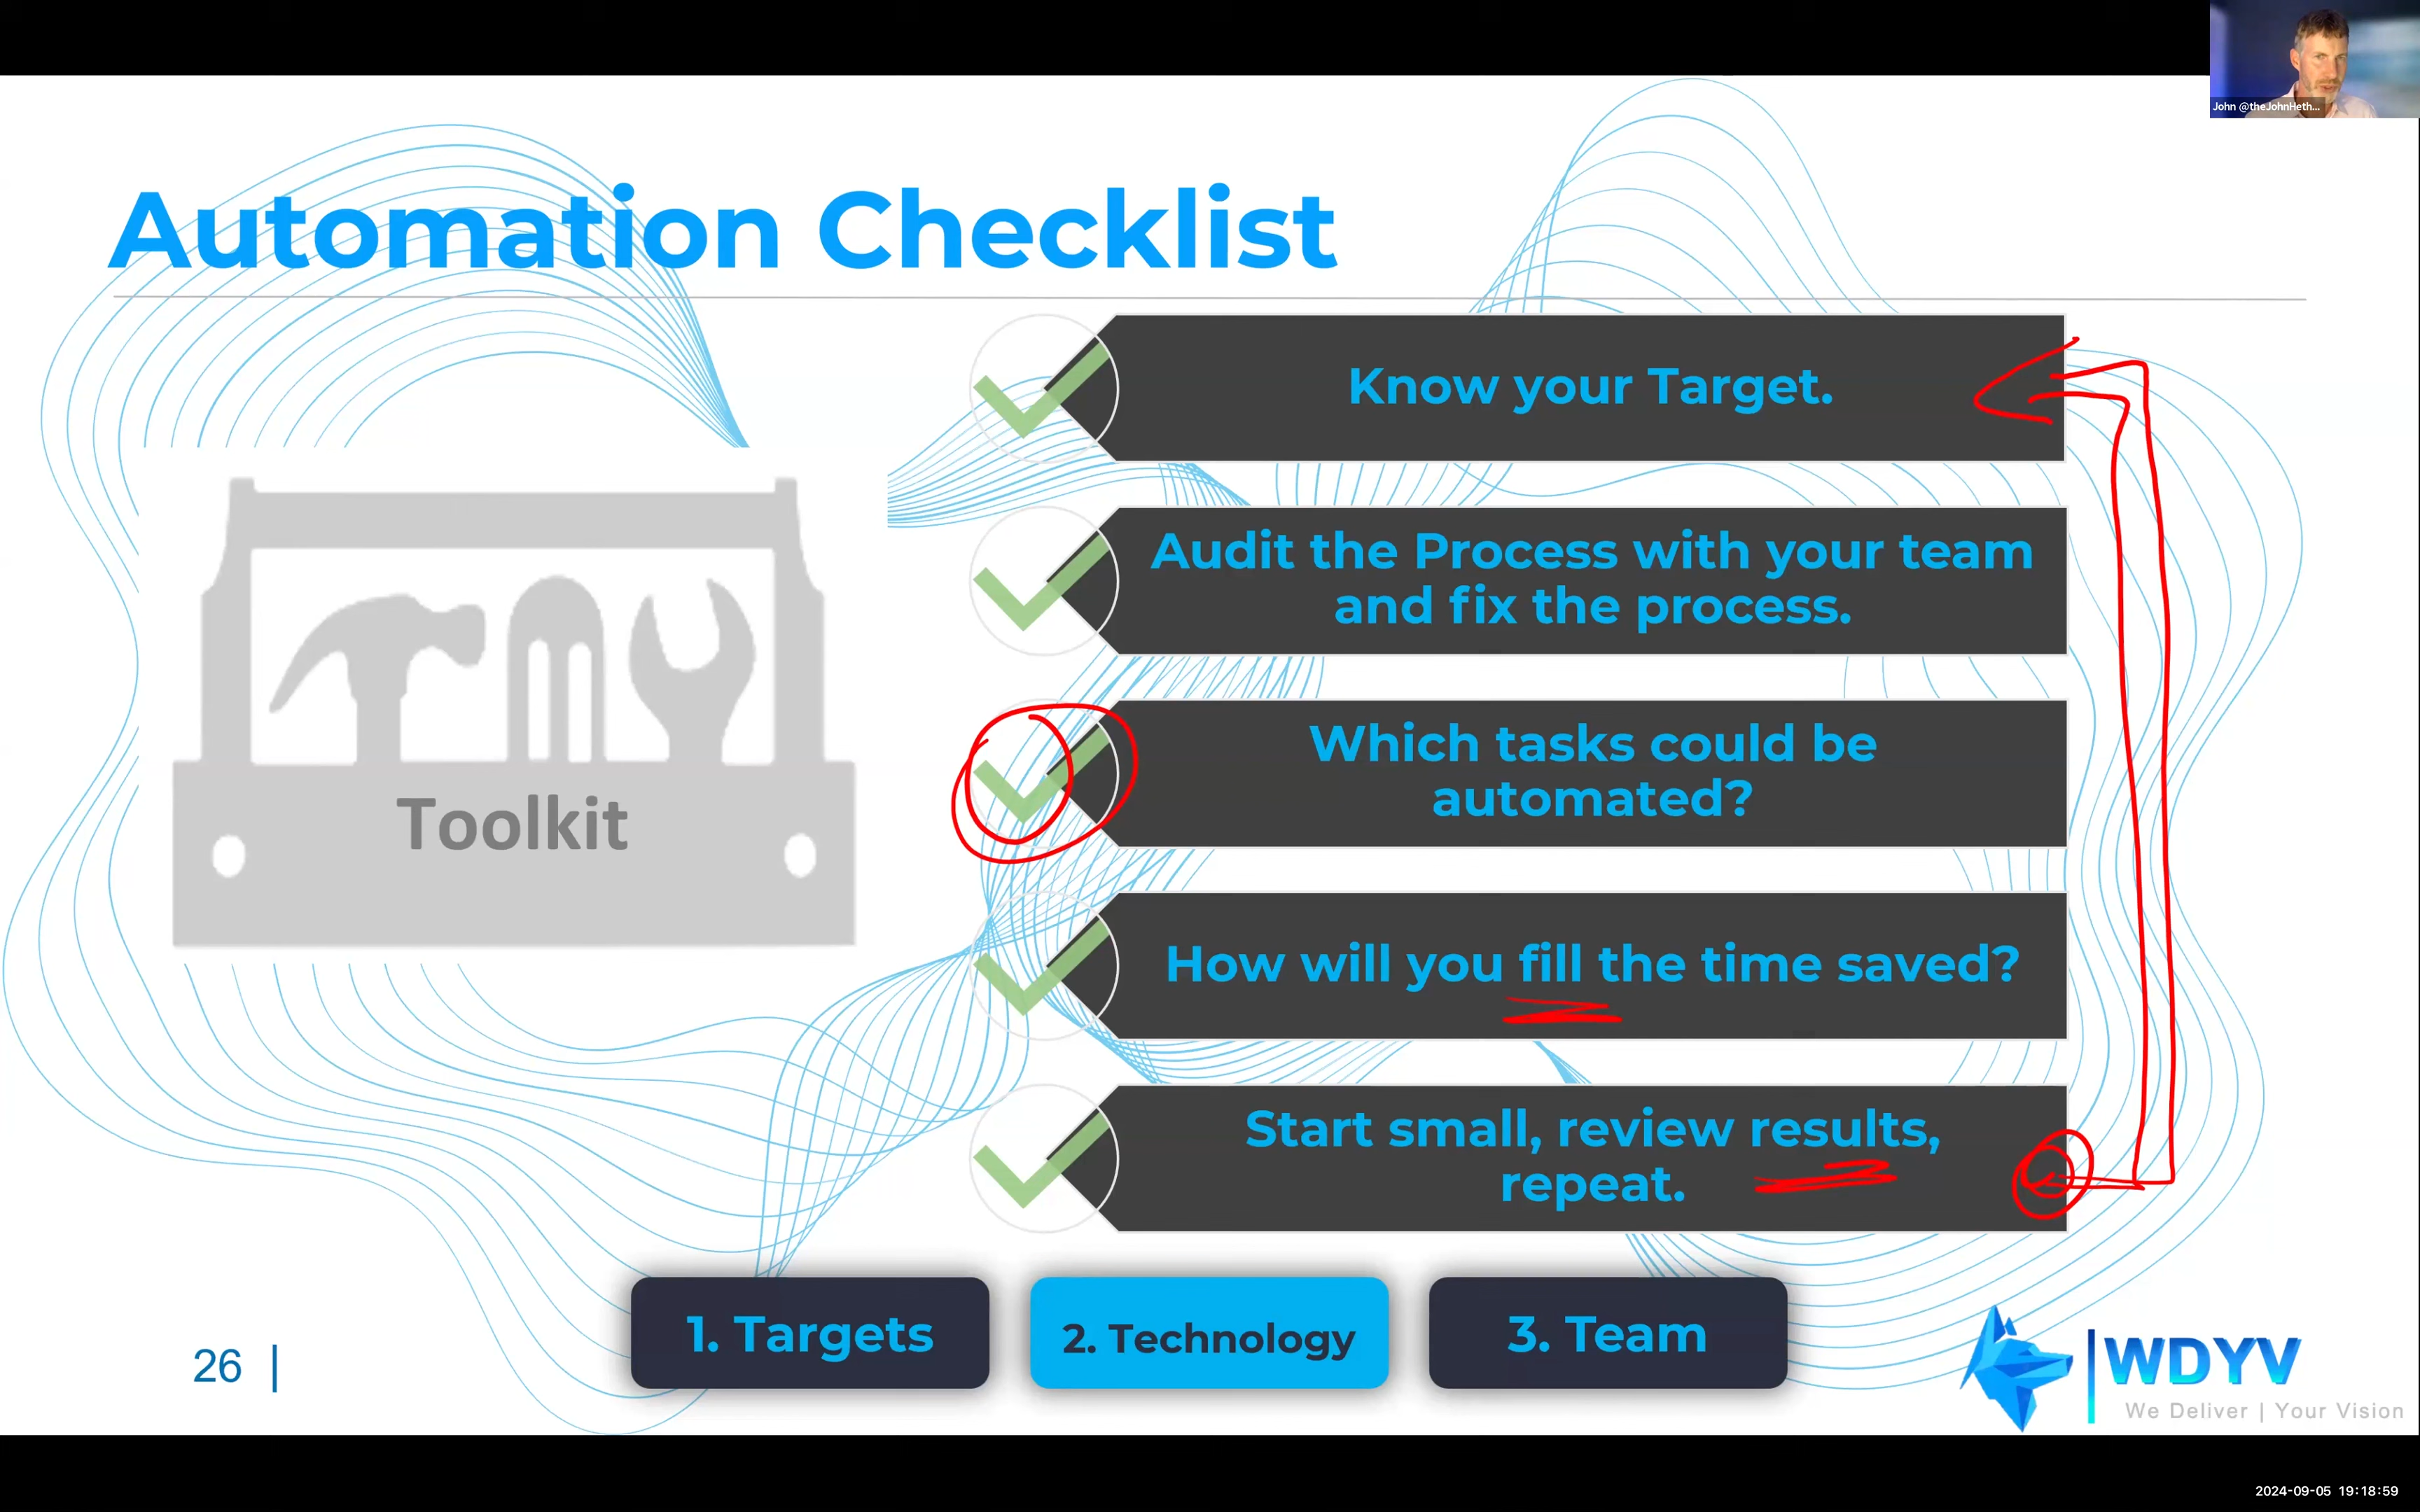 John @theJohnHeth...
Automation Checklist
Know your Target.
Audit the Process with your team
and fix the process.
Which tasks could be
automated?
How will you fill the time saved?
Start small, review results,
repeat.
Toolkit
1. Targets
2. Technology
3. Team
26 |
WDYV
We Deliver | Your Vision
2024-09-05 19:18:59